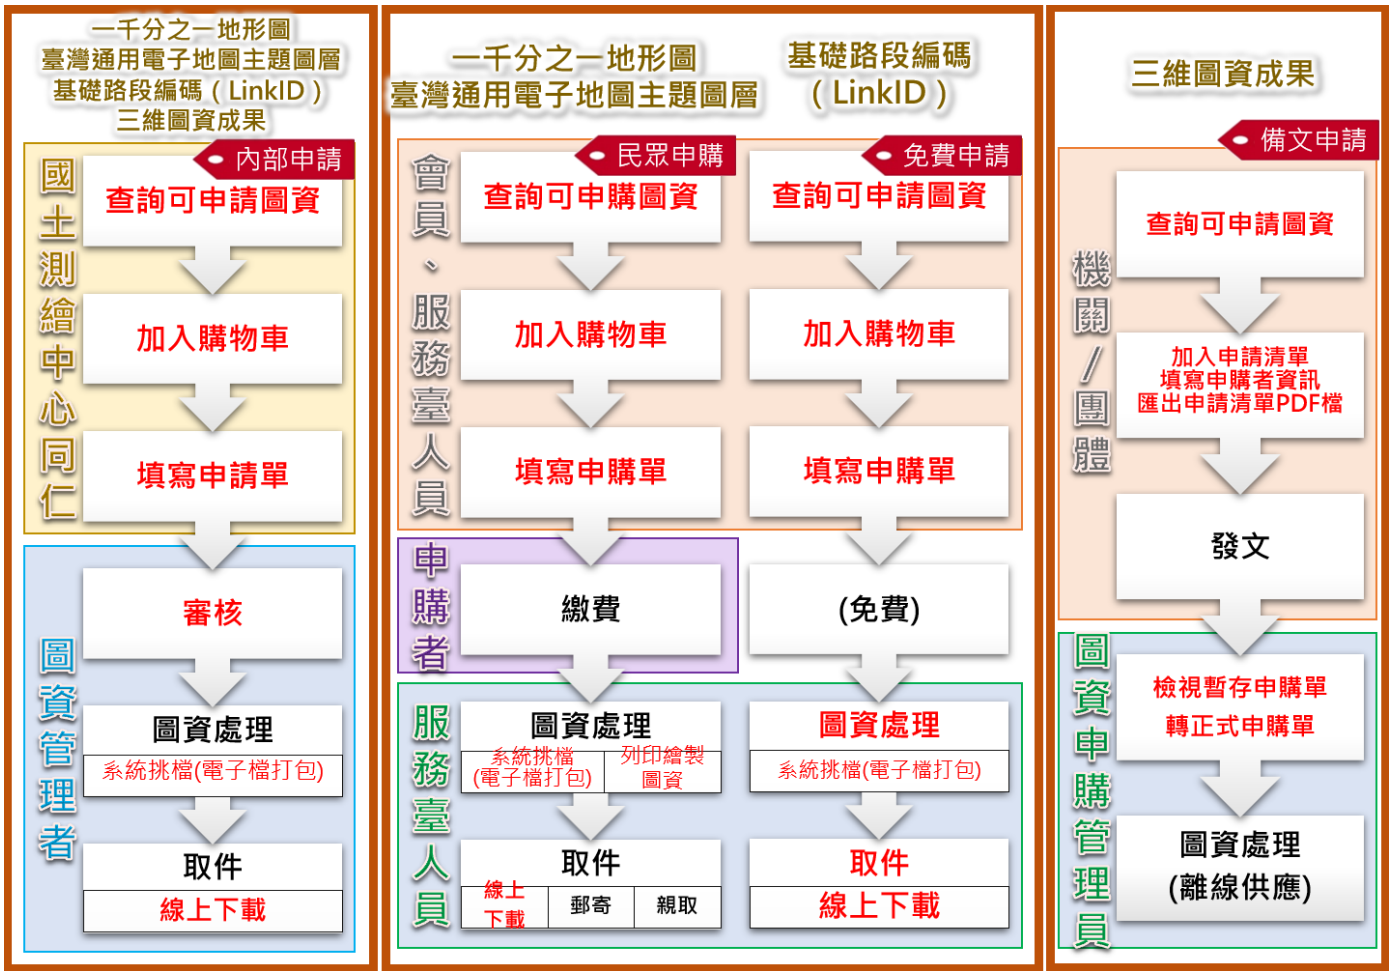 一千分之一地形圖
臺灣通用電子地圖主題圖層
基礎路段編碼（LinkID）
三維圖資成果
內部申請
國土測繪中心同仁
查詢可申請圖資
加入購物車
填寫申請單
圖資管理者
審核
圖資處理
系統挑檔(電子檔打包)
取件
線上下載
一千分之一地形圖
臺灣通用電子地圖主題圖層
民眾申購
會員、服務臺人員
查詢可申購圖資
加入購物車
填寫申購單
申購者
繳費
服務臺人員
圖資處理
系統挑檔
(電子檔打包)
列印繪製
圖資
取件
線上
下載
郵寄
親取
基礎路段編碼
（LinkID）
免費申請
查詢可申請圖資
加入購物車
填寫申購單
(免費)
圖資處理
系統挑檔(電子檔打包)
取件
線上下載
三維圖資成果
備文申請
機關/團體
查詢可申請圖資
加入申請清單
填寫申購者資訊
匯出申請清單PDF檔
發文
圖資申購管理員
檢視暫存申購單
轉正式申購單
圖資處理
(離線供應)